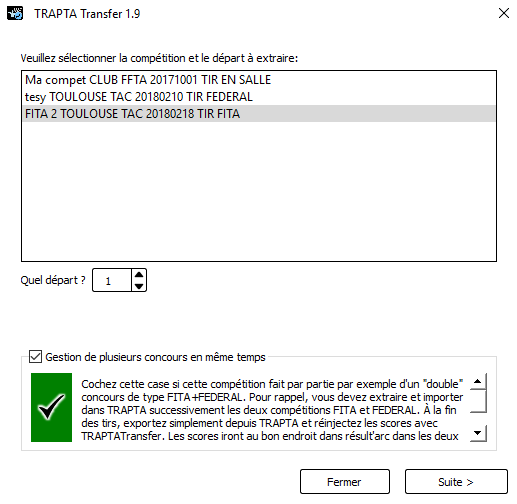 TRAPTA Transfer 1.9
Veuillez sélectionner la compétition et le départ à extraire:
Ma compet CLUB FFTA 20171001 TIR EN SALLE
tesy TOULOUSE TAC 20180210 TIR FEDERAL
FITA 2 TOULOUSE TAC 20180218 TIR FITA
Quel départ ? 1
Gestion de plusieurs concours en même temps
Cochez cette case si cette compétition fait par partie par exemple d'un "double"
concours de type FITA+FEDERAL. Pour rappel, vous devez extraire et importer
dans TRAPTA successivement les deux compétitions FITA et FEDERAL. À la fin
des tirs, exportez simplement depuis TRAPTA et réinjectez les scores avec
TRAPTATransfer. Les scores iront au bon endroit dans résult'arc dans les deux
Fermer
Suite >